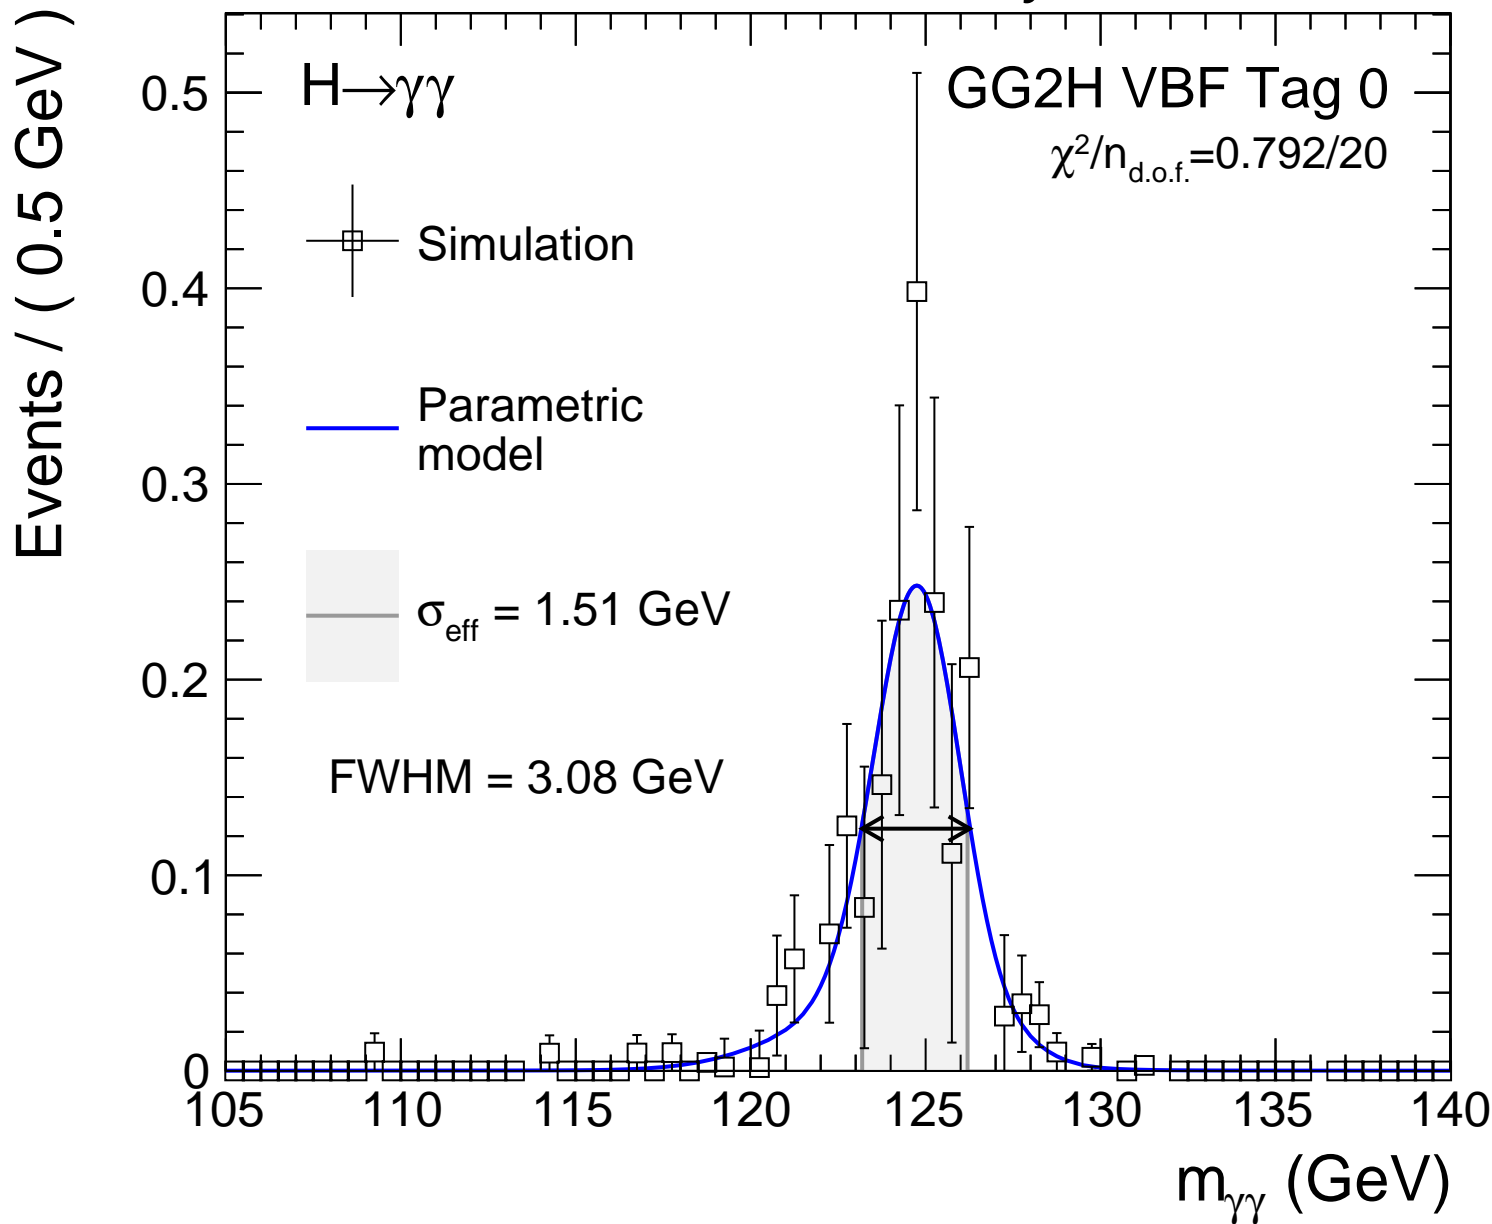 H→γγ
GG2H VBF Tag 0
χ²/n_d.o.f.=0.792/20
Simulation
Parametric
model
σ_eff = 1.51 GeV
FWHM = 3.08 GeV
Events / ( 0.5 GeV )
0.5
0.4
0.3
0.2
0.1
0
105 110 115 120 125 130 135 140
m_γγ (GeV)